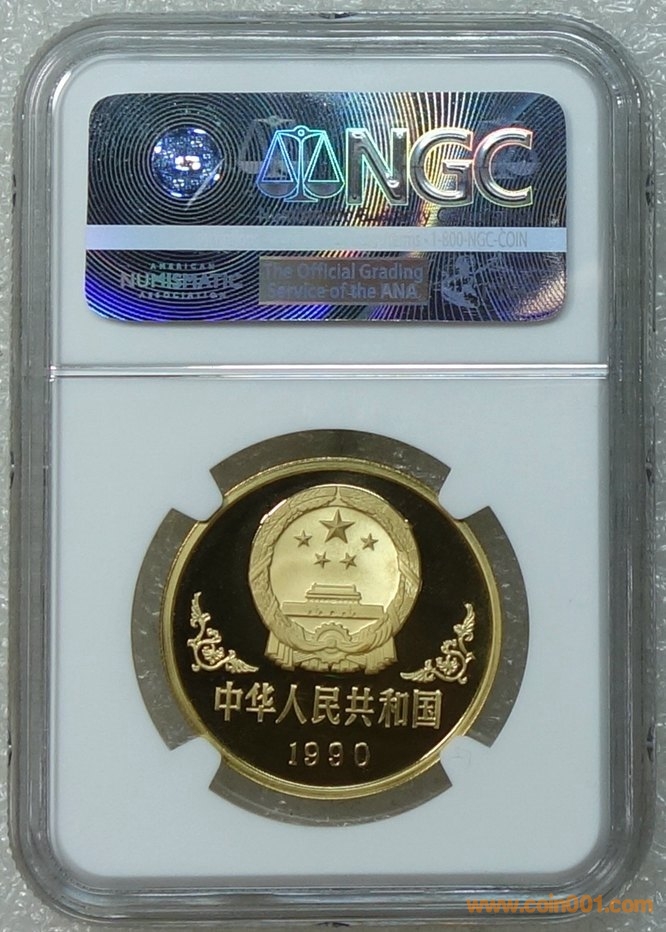 NGC
1-800-NGC-COIN
AMERICAN
NUMISMATIC
ASSOCIATION
The Official Grading
Service of the ANA.
中华人民共和国
1990
www.coin001.com